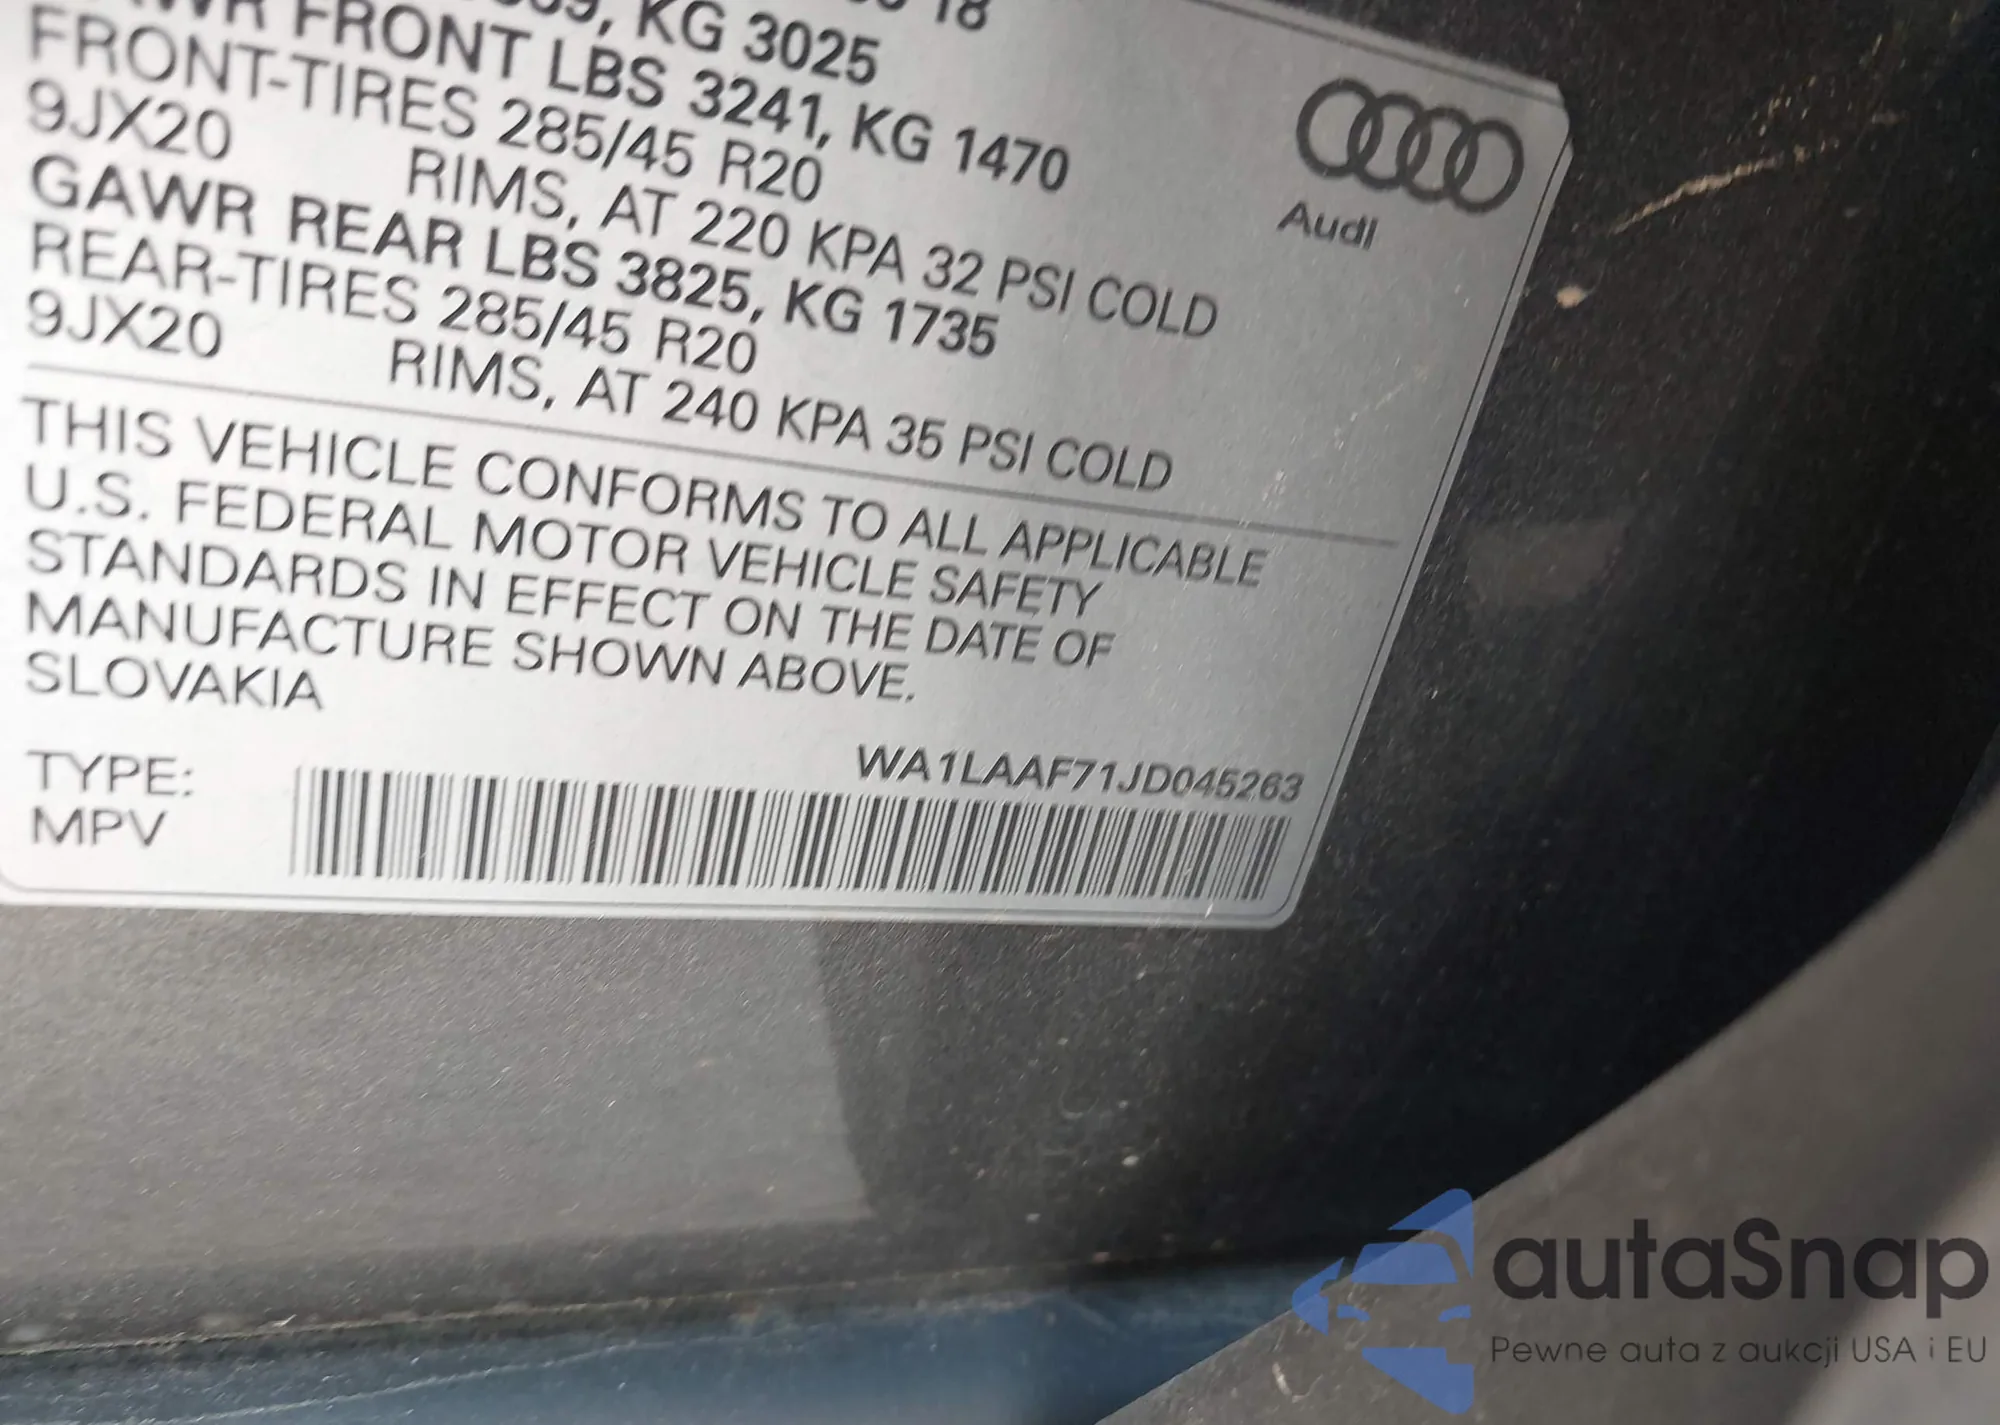 18
KG 3025
FRONT LBS 3241, KG 1470
FRONT-TIRES 285/45 R20
9JX20 RIMS, AT 220 KPA 32 PSI COLD
GAWR REAR LBS 3825, KG 1735
REAR-TIRES 285/45 R20
9JX20 RIMS, AT 240 KPA 35 PSI COLD
THIS VEHICLE CONFORMS TO ALL APPLICABLE
U.S. FEDERAL MOTOR VEHICLE SAFETY
STANDARDS IN EFFECT ON THE DATE OF
MANUFACTURE SHOWN ABOVE.
SLOVAKIA
TYPE:
MPV
WA1LAAF71JD045263
Audi
autaSnap
Pewne auta z aukcji USA i EU